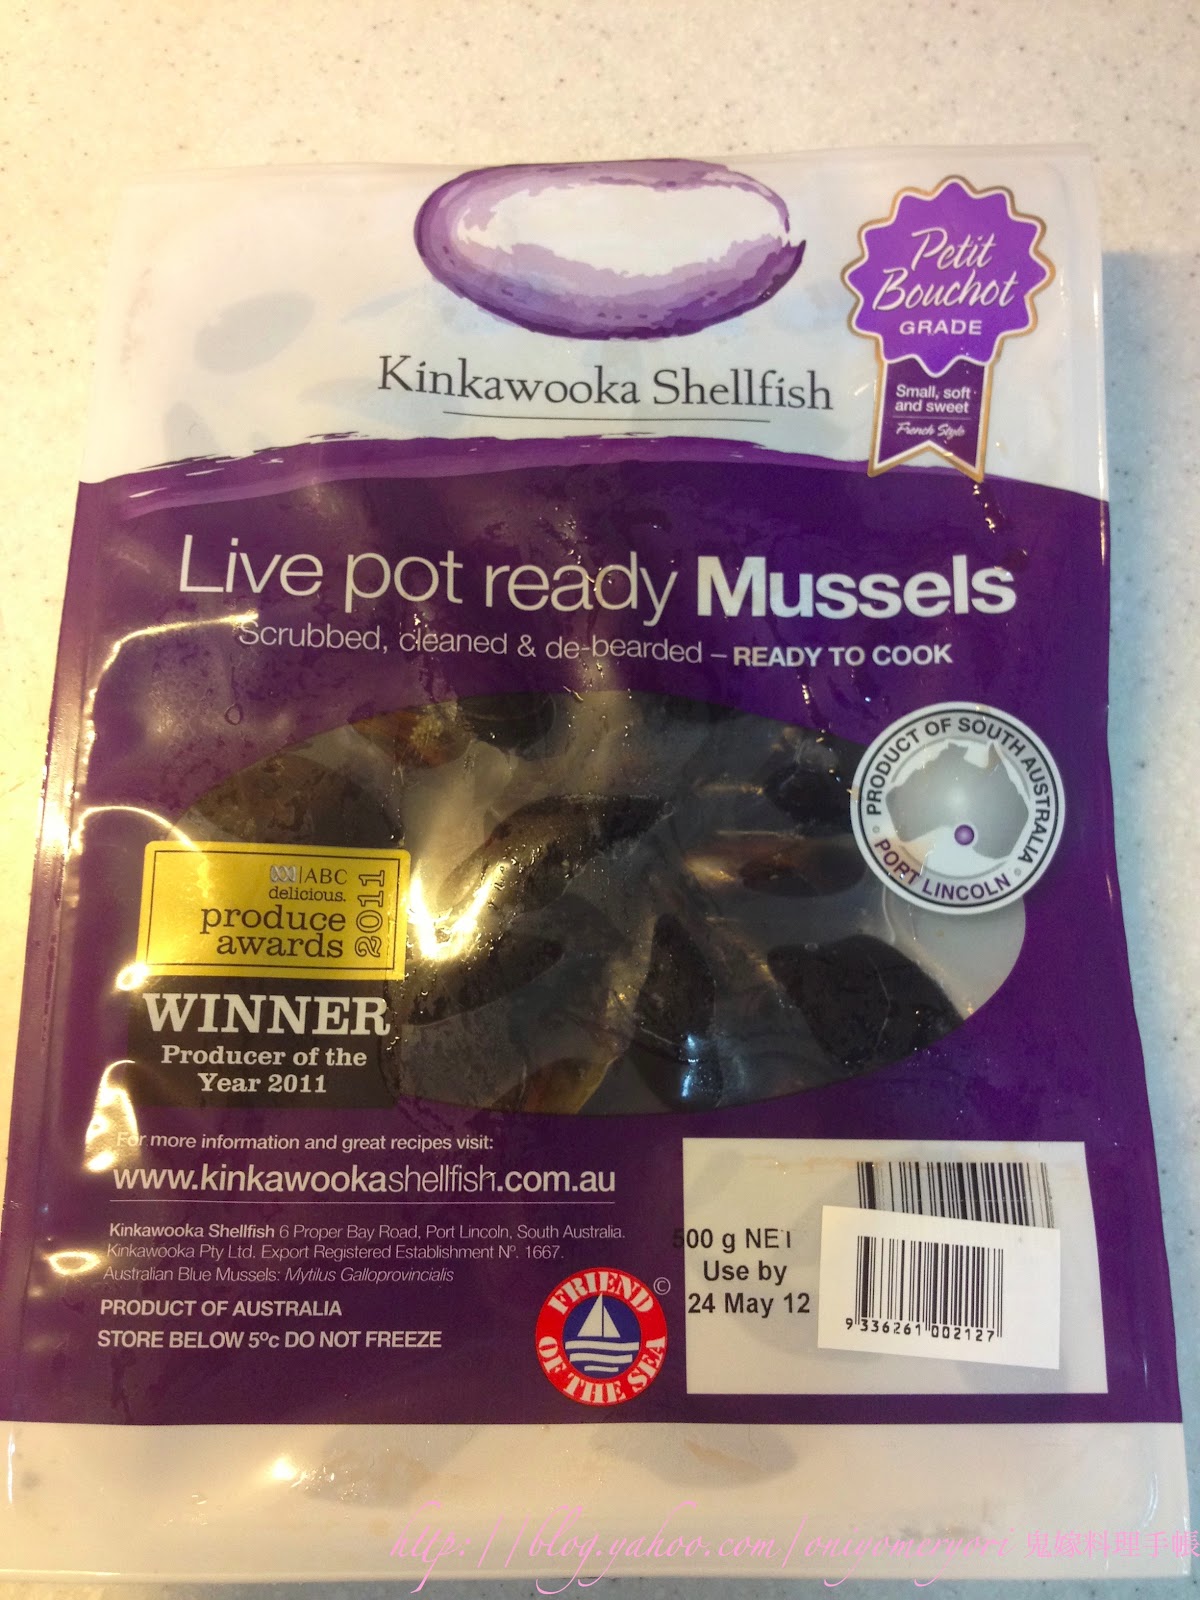 Petit
Bouchot
GRADE
Small, soft
and sweet
French Style
Kinkawooka Shellfish
Live pot ready Mussels
Scrubbed, cleaned & de-bearded – READY TO COOK
PRODUCT OF SOUTH AUSTRALIA
PORT LINCOLN
ABC
delicious.
produce
awards
2011
WINNER
Producer of the
Year 2011
For more information and great recipes visit:
www.kinkawookashellfish.com.au
Kinkawooka Shellfish 6 Proper Bay Road, Port Lincoln, South Australia.
Kinkawooka Pty Ltd. Export Registered Establishment Nº. 1667.
Australian Blue Mussels: Mytilus Galloprovincialis
PRODUCT OF AUSTRALIA
STORE BELOW 5ºc DO NOT FREEZE
FRIEND OF THE SEA
©
500 g NET
Use by
24 May 12
9 336261 002127
http://blog.yahoo.com/oniyomeryori 鬼嫁料理手帳